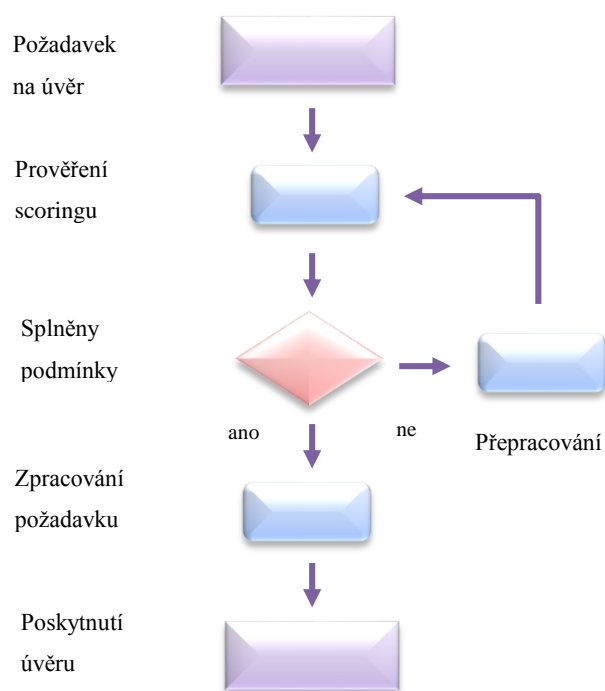 Požadavek
na úvěr
Prověření
scoringu
Splněny
podmínky
ano
ne
Přepracování
Zpracování
požadavku
Poskytnutí
úvěru